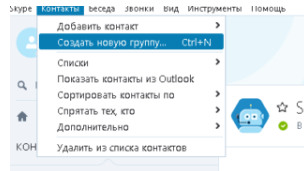 Skype Контакты Беседа Звонки Вид Инструменты Помощь
Добавить контакт
Создать новую группу... Ctrl+N
Списки
Показать контакты из Outlook
Сортировать контакты по
Спрятать тех, кто
Дополнительно
Удалить из списка контактов
КОН
S
В